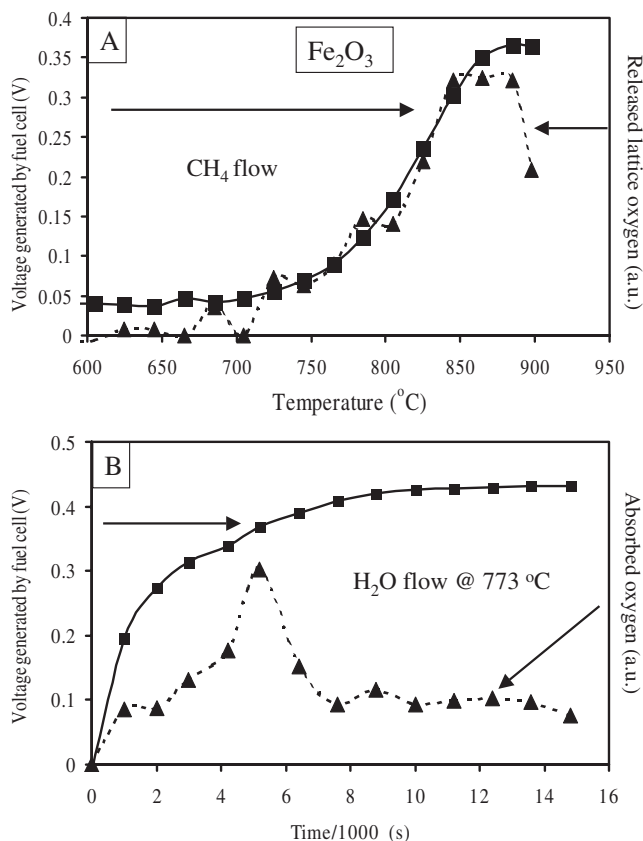 A
Fe2O3
CH4 flow
Voltage generated by fuel cell (V)
0.4
0.35
0.3
0.25
0.2
0.15
0.1
0.05
0
600 650 700 750 800 850 900 950
Temperature (oC)
Released lattice oxygen (a.u.)
B
H2O flow @ 773 oC
Voltage generated by fuel cell (V)
0.5
0.4
0.3
0.2
0.1
0
0 2 4 6 8 10 12 14 16
Time/1000 (s)
Absorbed oxygen (a.u.)